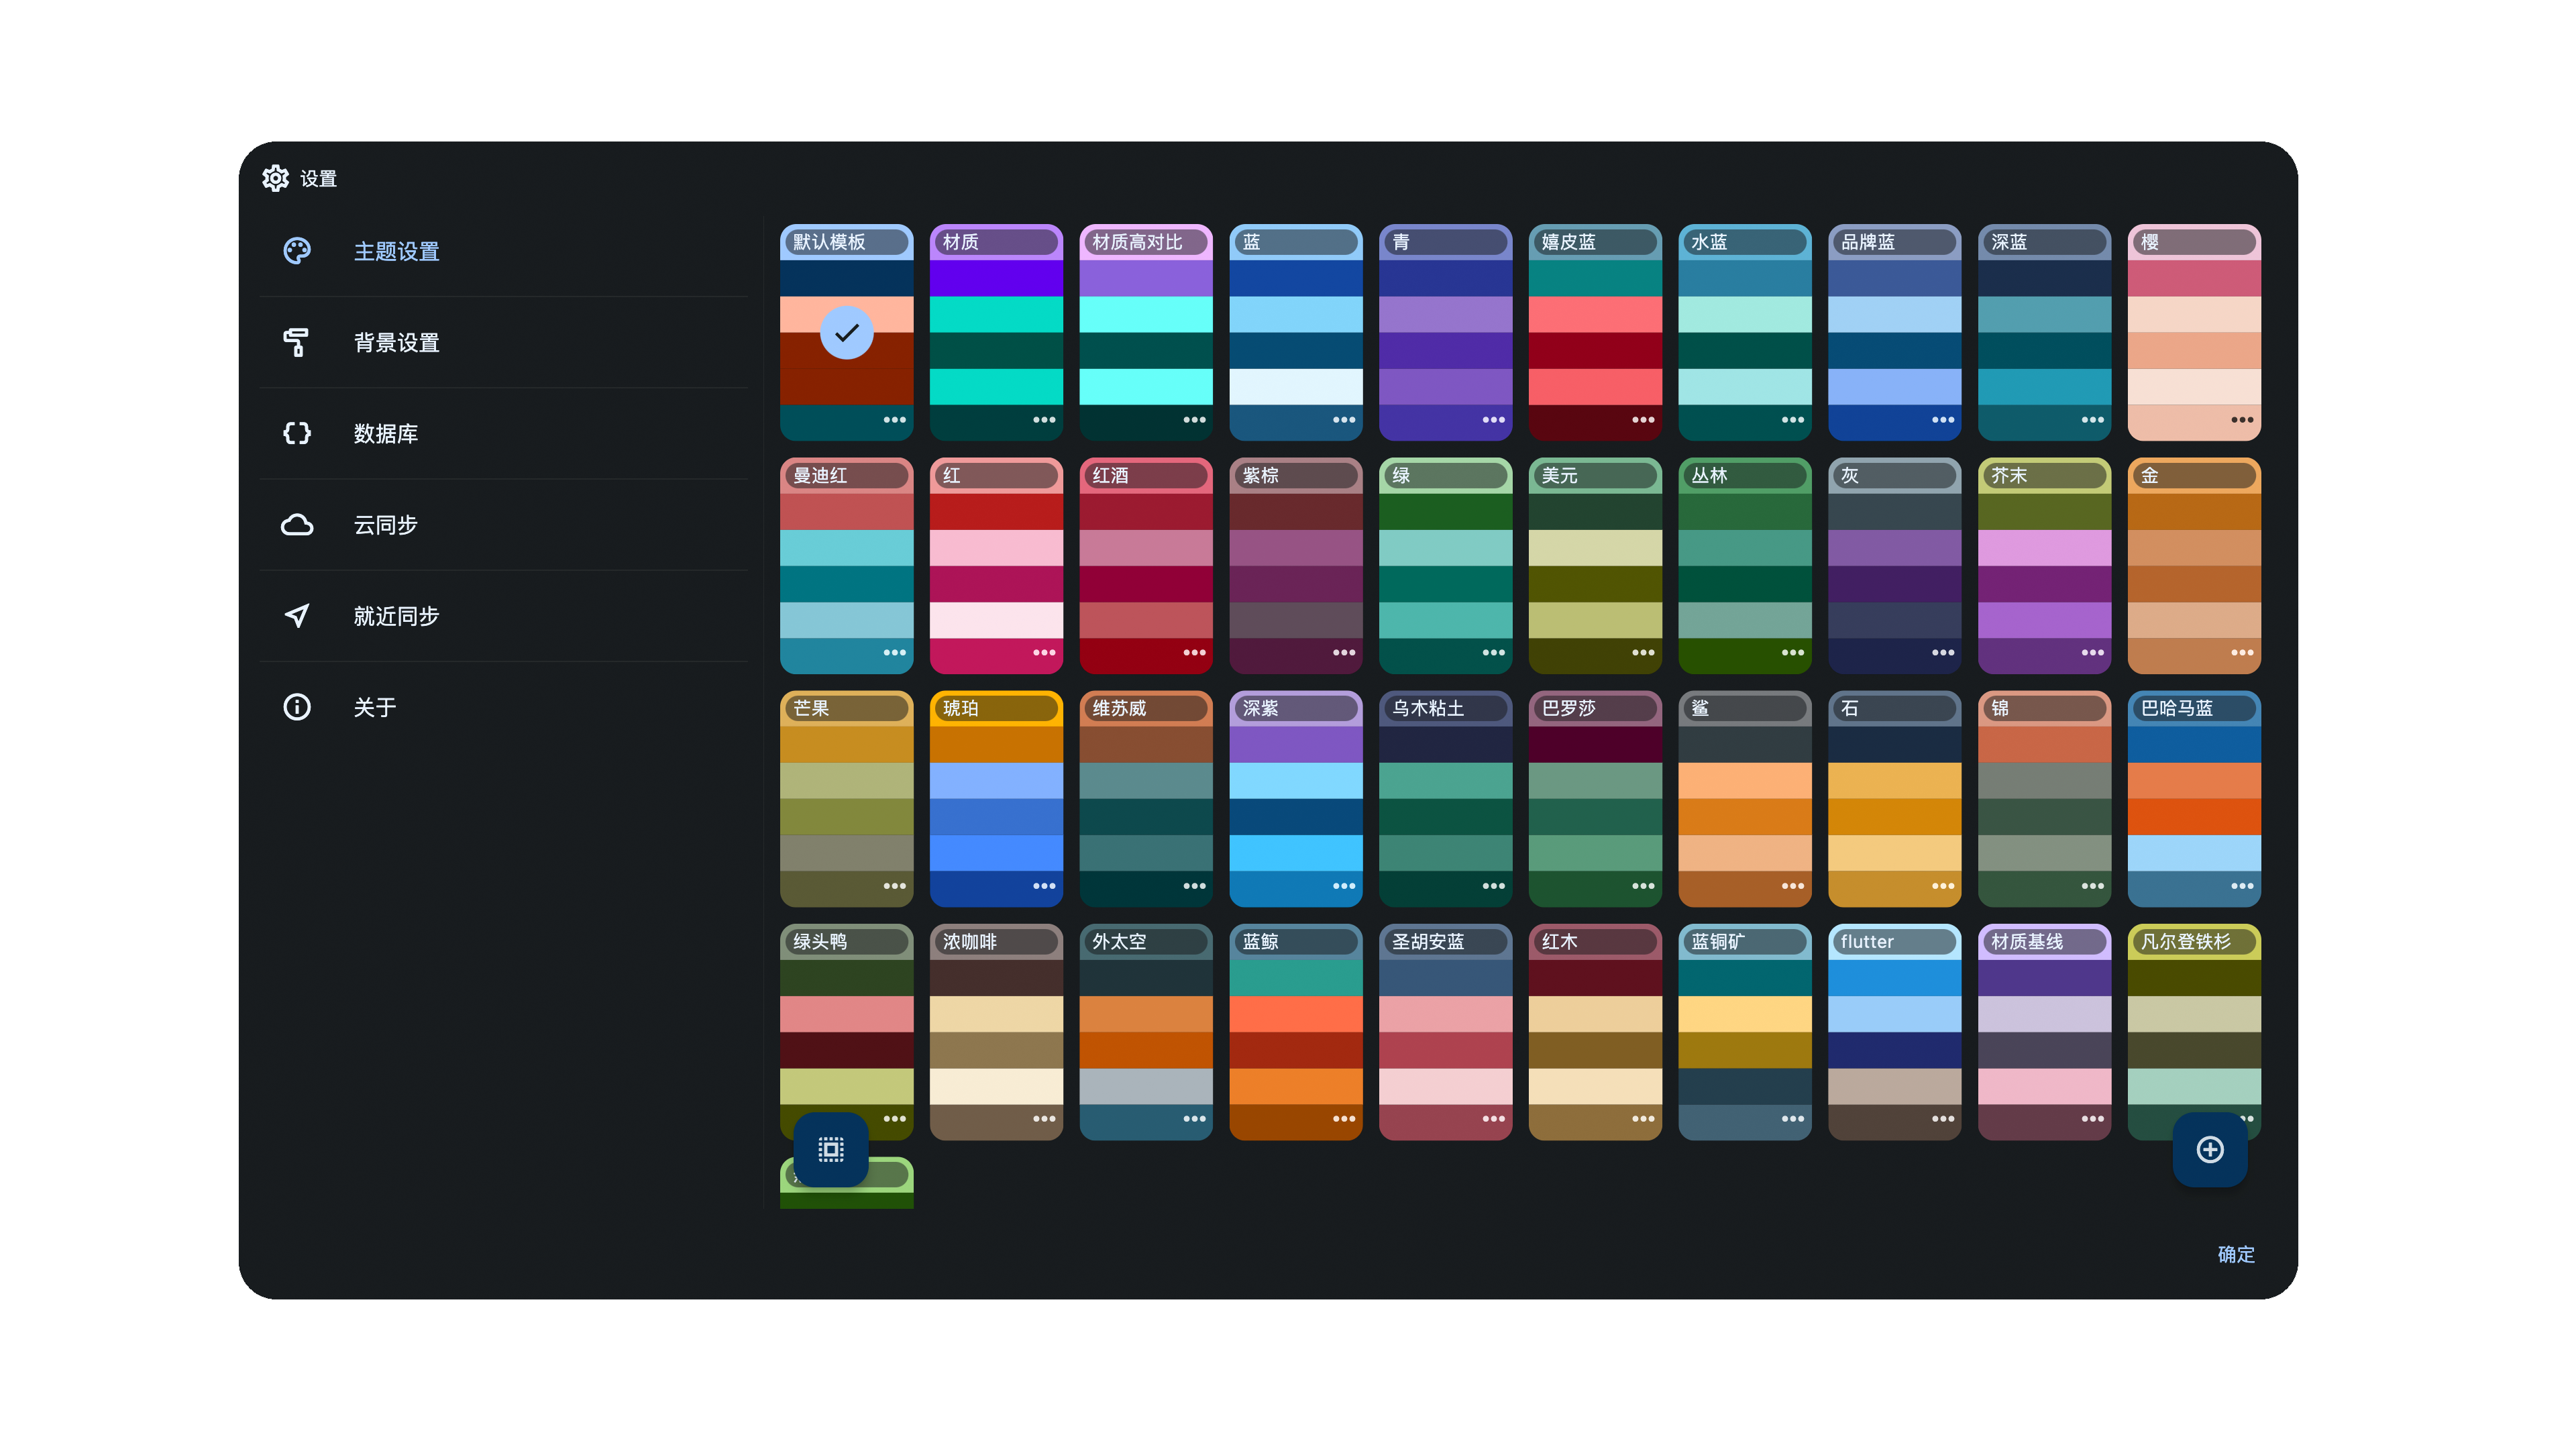 设置
主题设置
背景设置
数据库
云同步
就近同步
关于
默认模板
材质
材质高对比
蓝
青
嬉皮蓝
水蓝
品牌蓝
深蓝
樱
曼迪红
红
红酒
紫棕
绿
美元
丛林
灰
芥末
金
芒果
琥珀
维苏威
深紫
乌木粘土
巴罗莎
鲨
石
锦
巴哈马蓝
绿头鸭
浓咖啡
外太空
蓝鲸
圣胡安蓝
红木
蓝铜矿
flutter
材质基线
凡尔登铁杉
确定